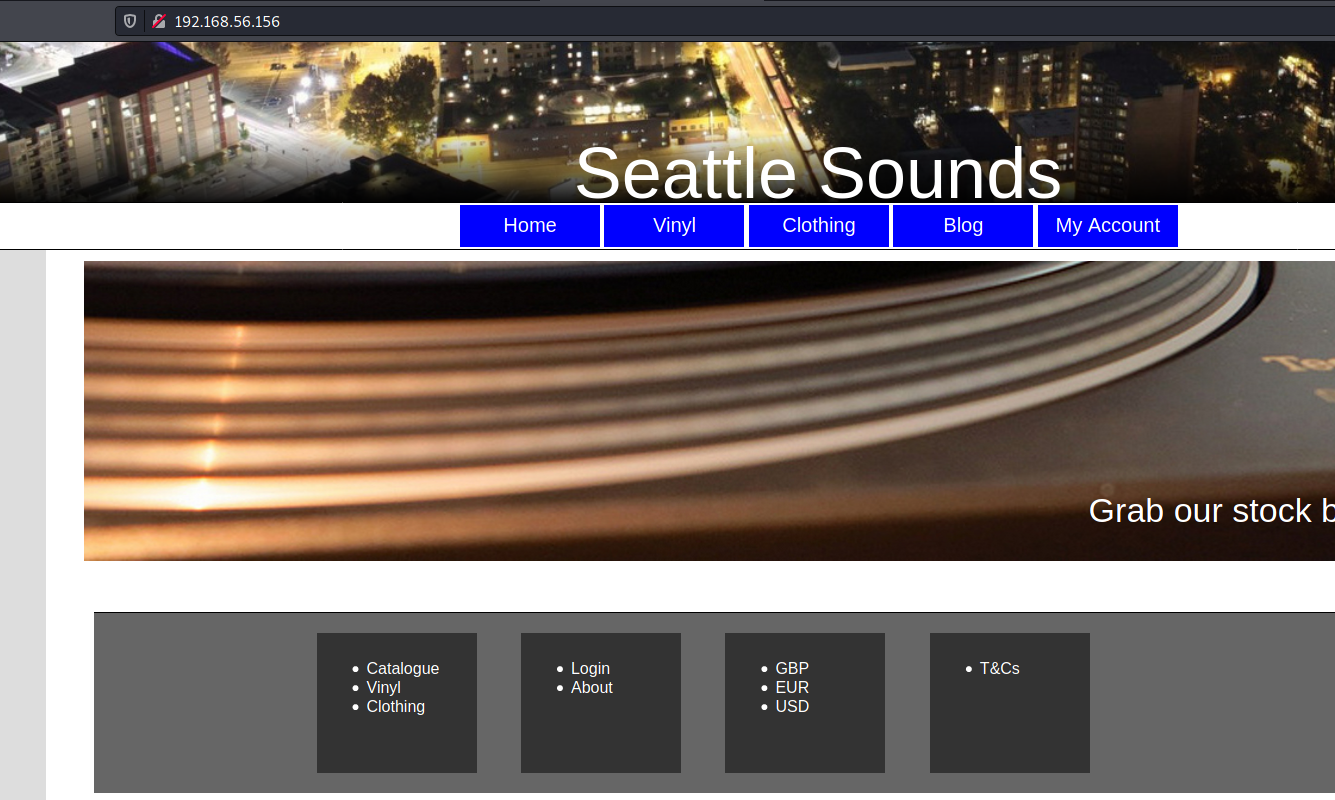 192.168.56.156
Seattle Sounds
Home Vinyl Clothing Blog My Account
Grab our stock
Catalogue
Vinyl
Clothing
Login
About
GBP
EUR
USD
T&Cs